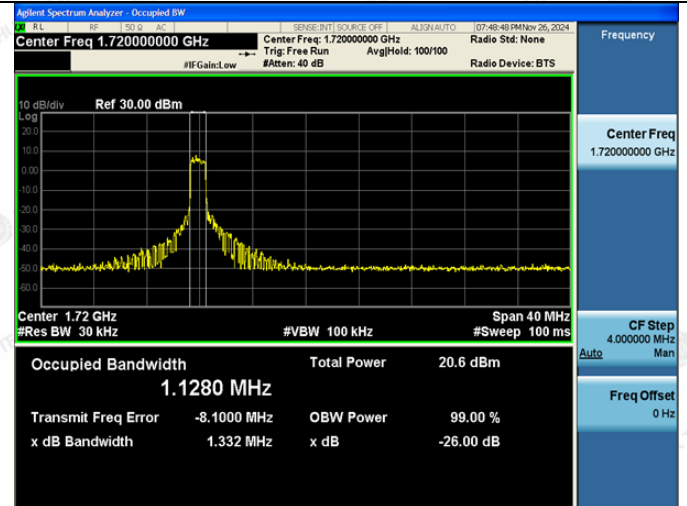 Agilent Spectrum Analyzer - Occupied BW
RL RF 50 Ω AC SENSE:INT SOURCE OFF ALIGNAUTO 07:48:48 PMNov 26, 2024
Center Freq 1.720000000 GHz Center Freq: 1.720000000 GHz Radio Std: None Frequency
Trig: Free Run Avg|Hold: 100/100
#IFGain:Low #Atten: 40 dB Radio Device: BTS
10 dB/div Ref 30.00 dBm
Log
20.0
10.0
0.00
-10.0
-20.0
-30.0
-40.0
-50.0
-60.0
Center Freq
1.720000000 GHz
Center 1.72 GHz Span 40 MHz
#Res BW 30 kHz #VBW 100 kHz #Sweep 100 ms
CF Step
4.000000 MHz
Auto Man
Occupied Bandwidth Total Power 20.6 dBm
1.1280 MHz
Transmit Freq Error -8.1000 MHz OBW Power 99.00 %
x dB Bandwidth 1.332 MHz x dB -26.00 dB
Freq Offset
0 Hz